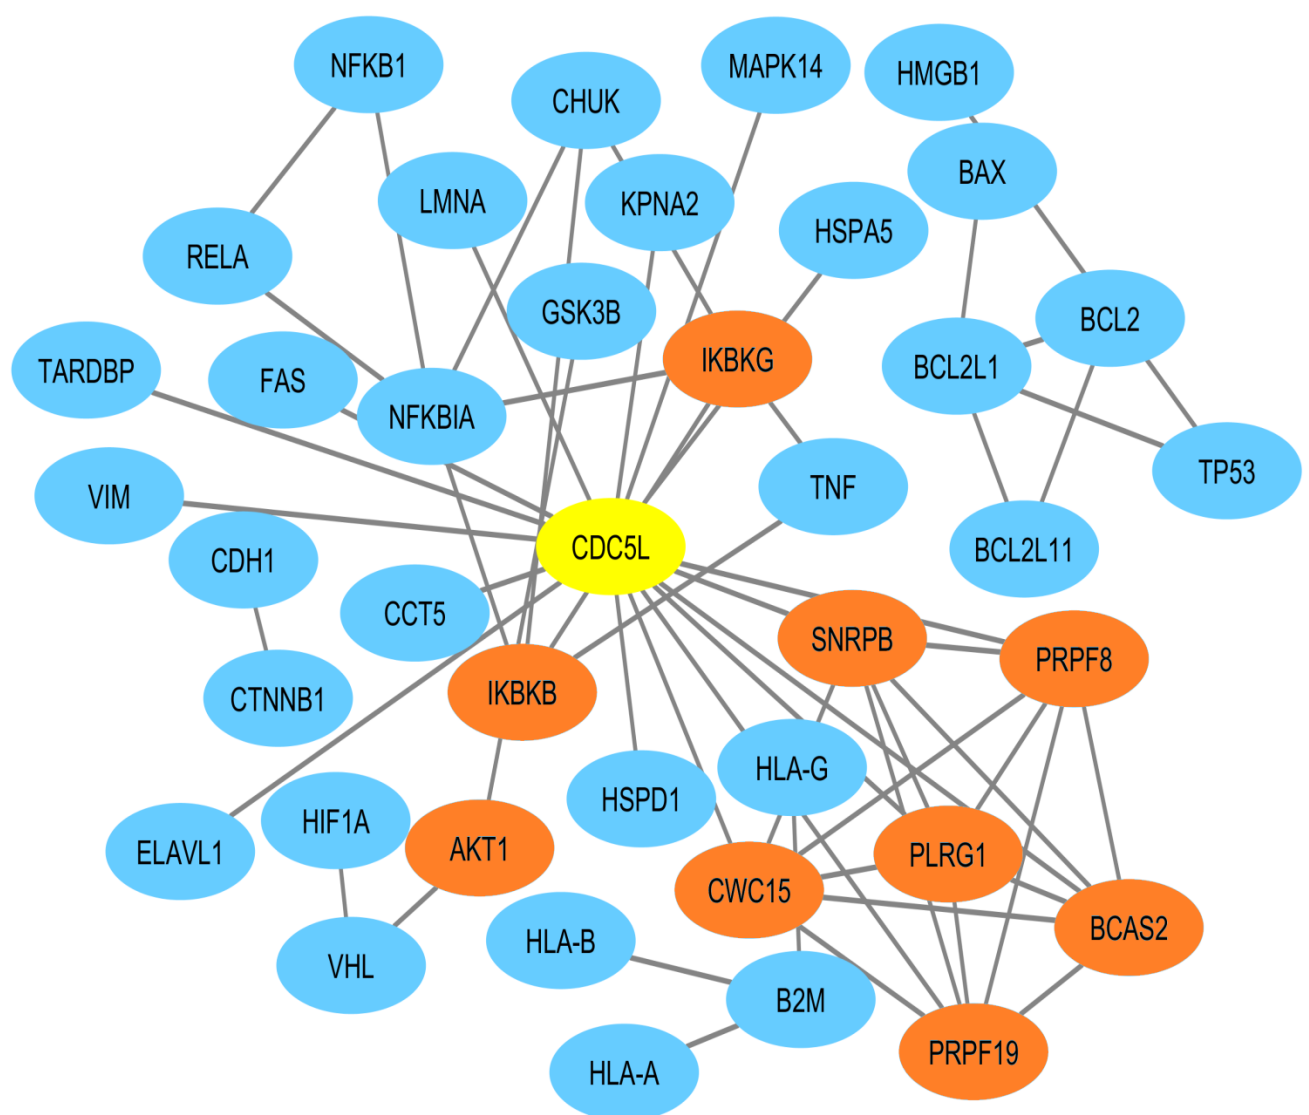 NFKB1
CHUK
MAPK14
HMGB1
BAX
LMNA
KPNA2
HSPA5
RELA
GSK3B
BCL2
TARDBP
FAS
NFKBIA
IKBKG
BCL2L1
TP53
VIM
TNF
CDC5L
BCL2L11
CDH1
CCT5
SNRPB
PRPF8
CTNNB1
IKBKB
HLA-G
HSPD1
HIF1A
ELAVL1
AKT1
PLRG1
CWC15
BCAS2
HLA-B
VHL
B2M
PRPF19
HLA-A